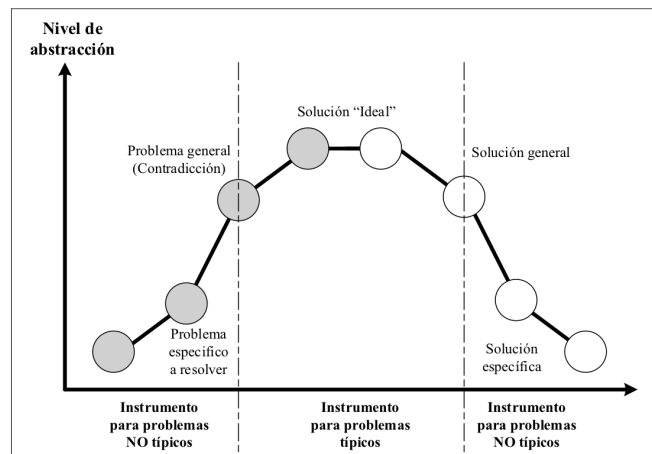 Nivel de
abstracción
Solución “Ideal”
Problema general
(Contradicción)
Solución general
Problema
especifico
a resolver
Solución
específica
Instrumento
para problemas
NO típicos
Instrumento
para problemas
típicos
Instrumento
para problemas
NO típicos